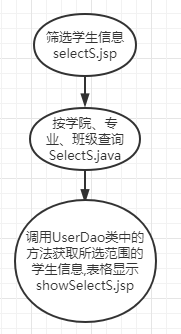 筛选学生信息
selectS.jsp
按学院、专
业、班级查询
SelectS.java
调用UserDao类中的
方法获取所选范围的
学生信息,表格显示
showSelectS.jsp